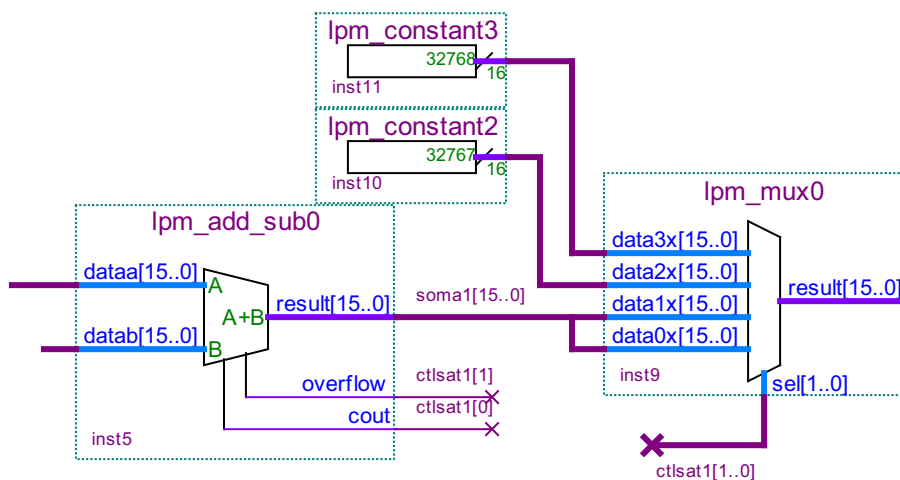 lpm_constant3
32768
16
inst11
lpm_constant2
32767
16
inst10
lpm_add_sub0
dataa[15..0]
A
A+B
datab[15..0]
B
result[15..0]
overflow
cout
inst5
soma1[15..0]
ctlsat1[1]
ctlsat1[0]
lpm_mux0
data3x[15..0]
data2x[15..0]
data1x[15..0]
data0x[15..0]
result[15..0]
inst9
sel[1..0]
ctlsat1[1..0]